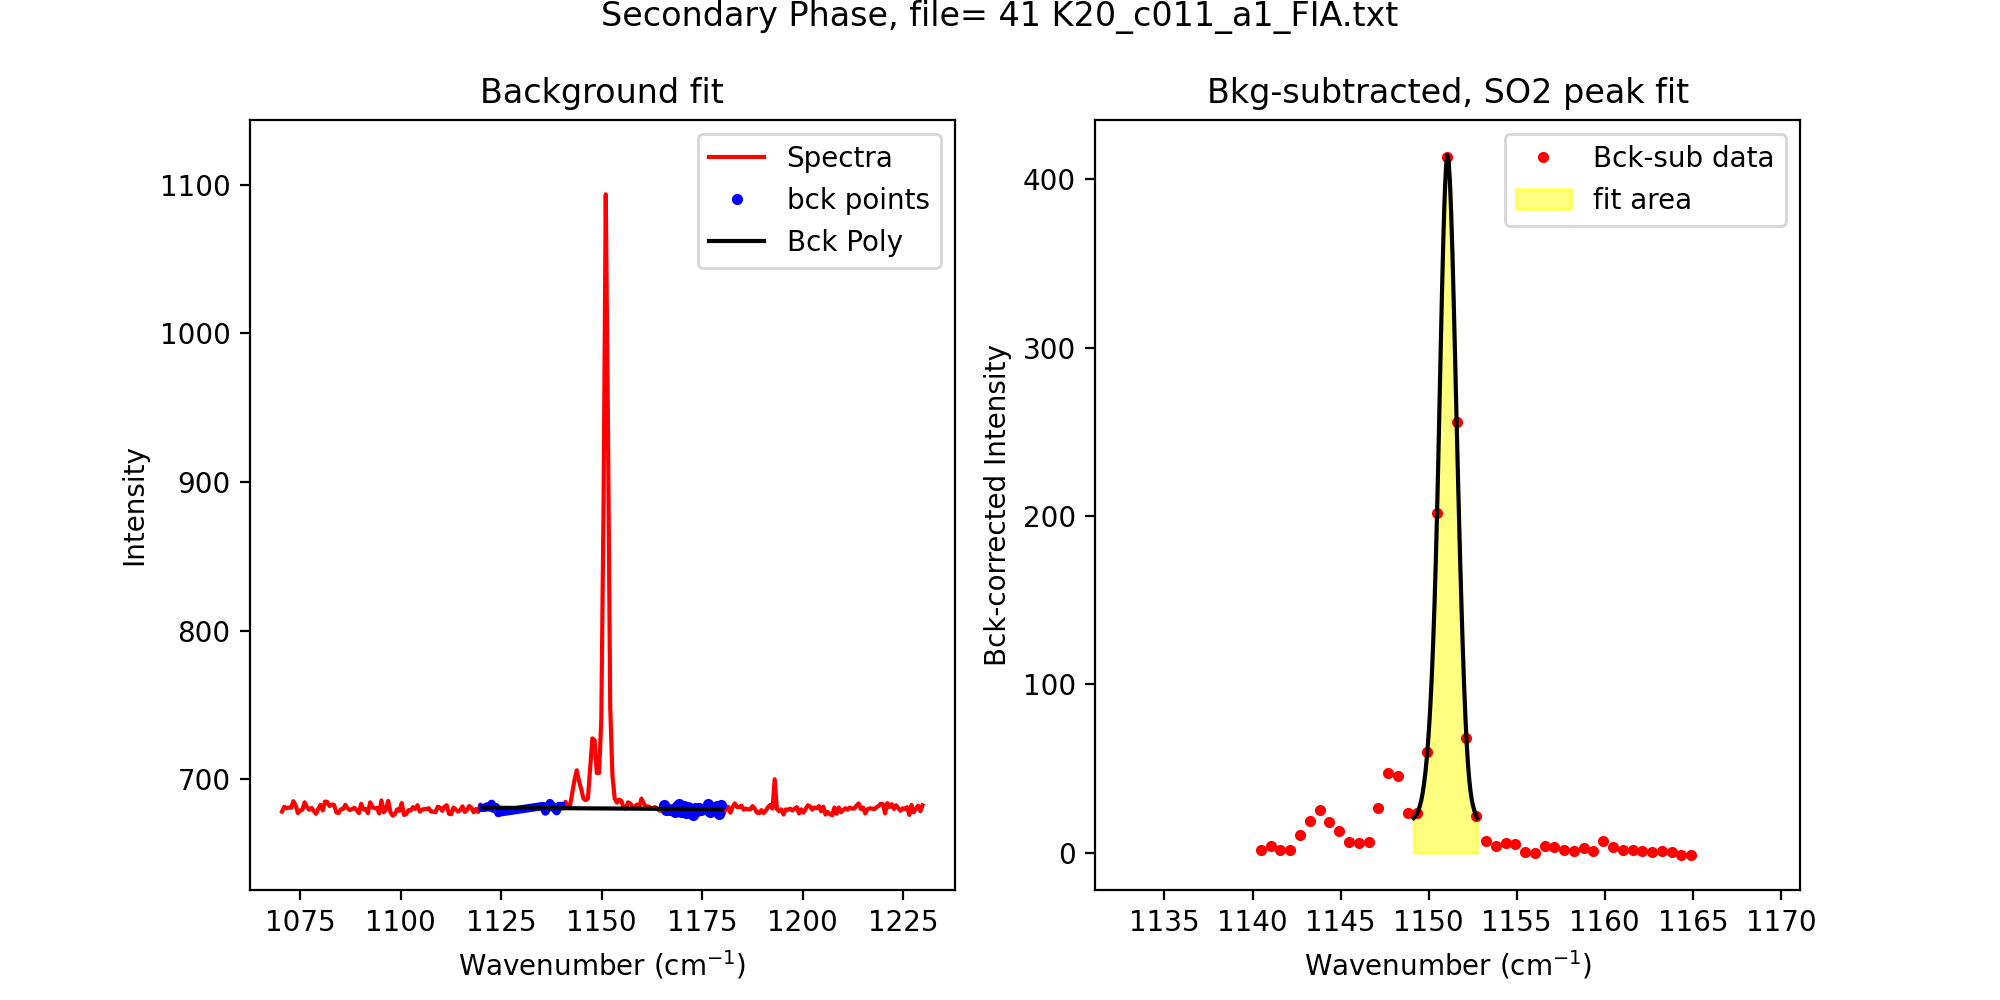 Secondary Phase, file= 41 K20_c011_a1_FIA.txt
Background fit
Spectra
bck points
Bck Poly
1100
1000
900
800
700
Intensity
1075 1100 1125 1150 1175 1200 1225
Wavenumber (cm⁻¹)
Bkg-subtracted, SO2 peak fit
Bck-sub data
fit area
400
300
200
100
0
Bck-corrected Intensity
1135 1140 1145 1150 1155 1160 1165 1170
Wavenumber (cm⁻¹)